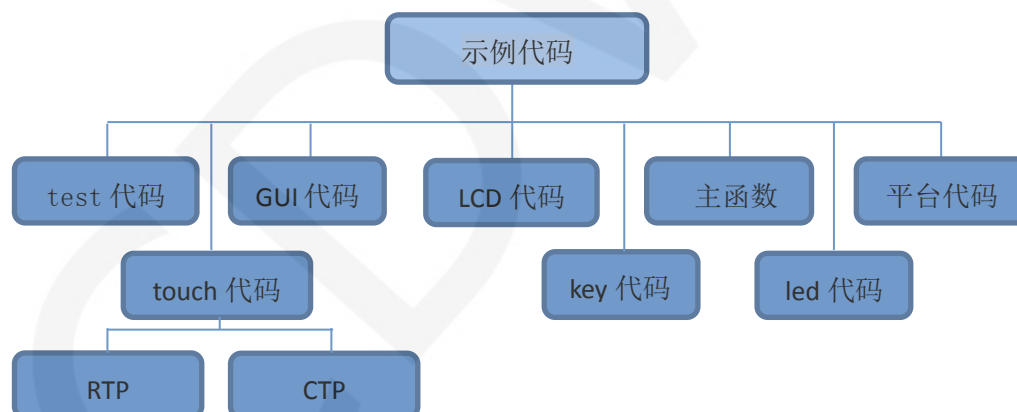 示例代码
test 代码
GUI 代码
LCD 代码
主函数
平台代码
touch 代码
key 代码
led 代码
RTP
CTP